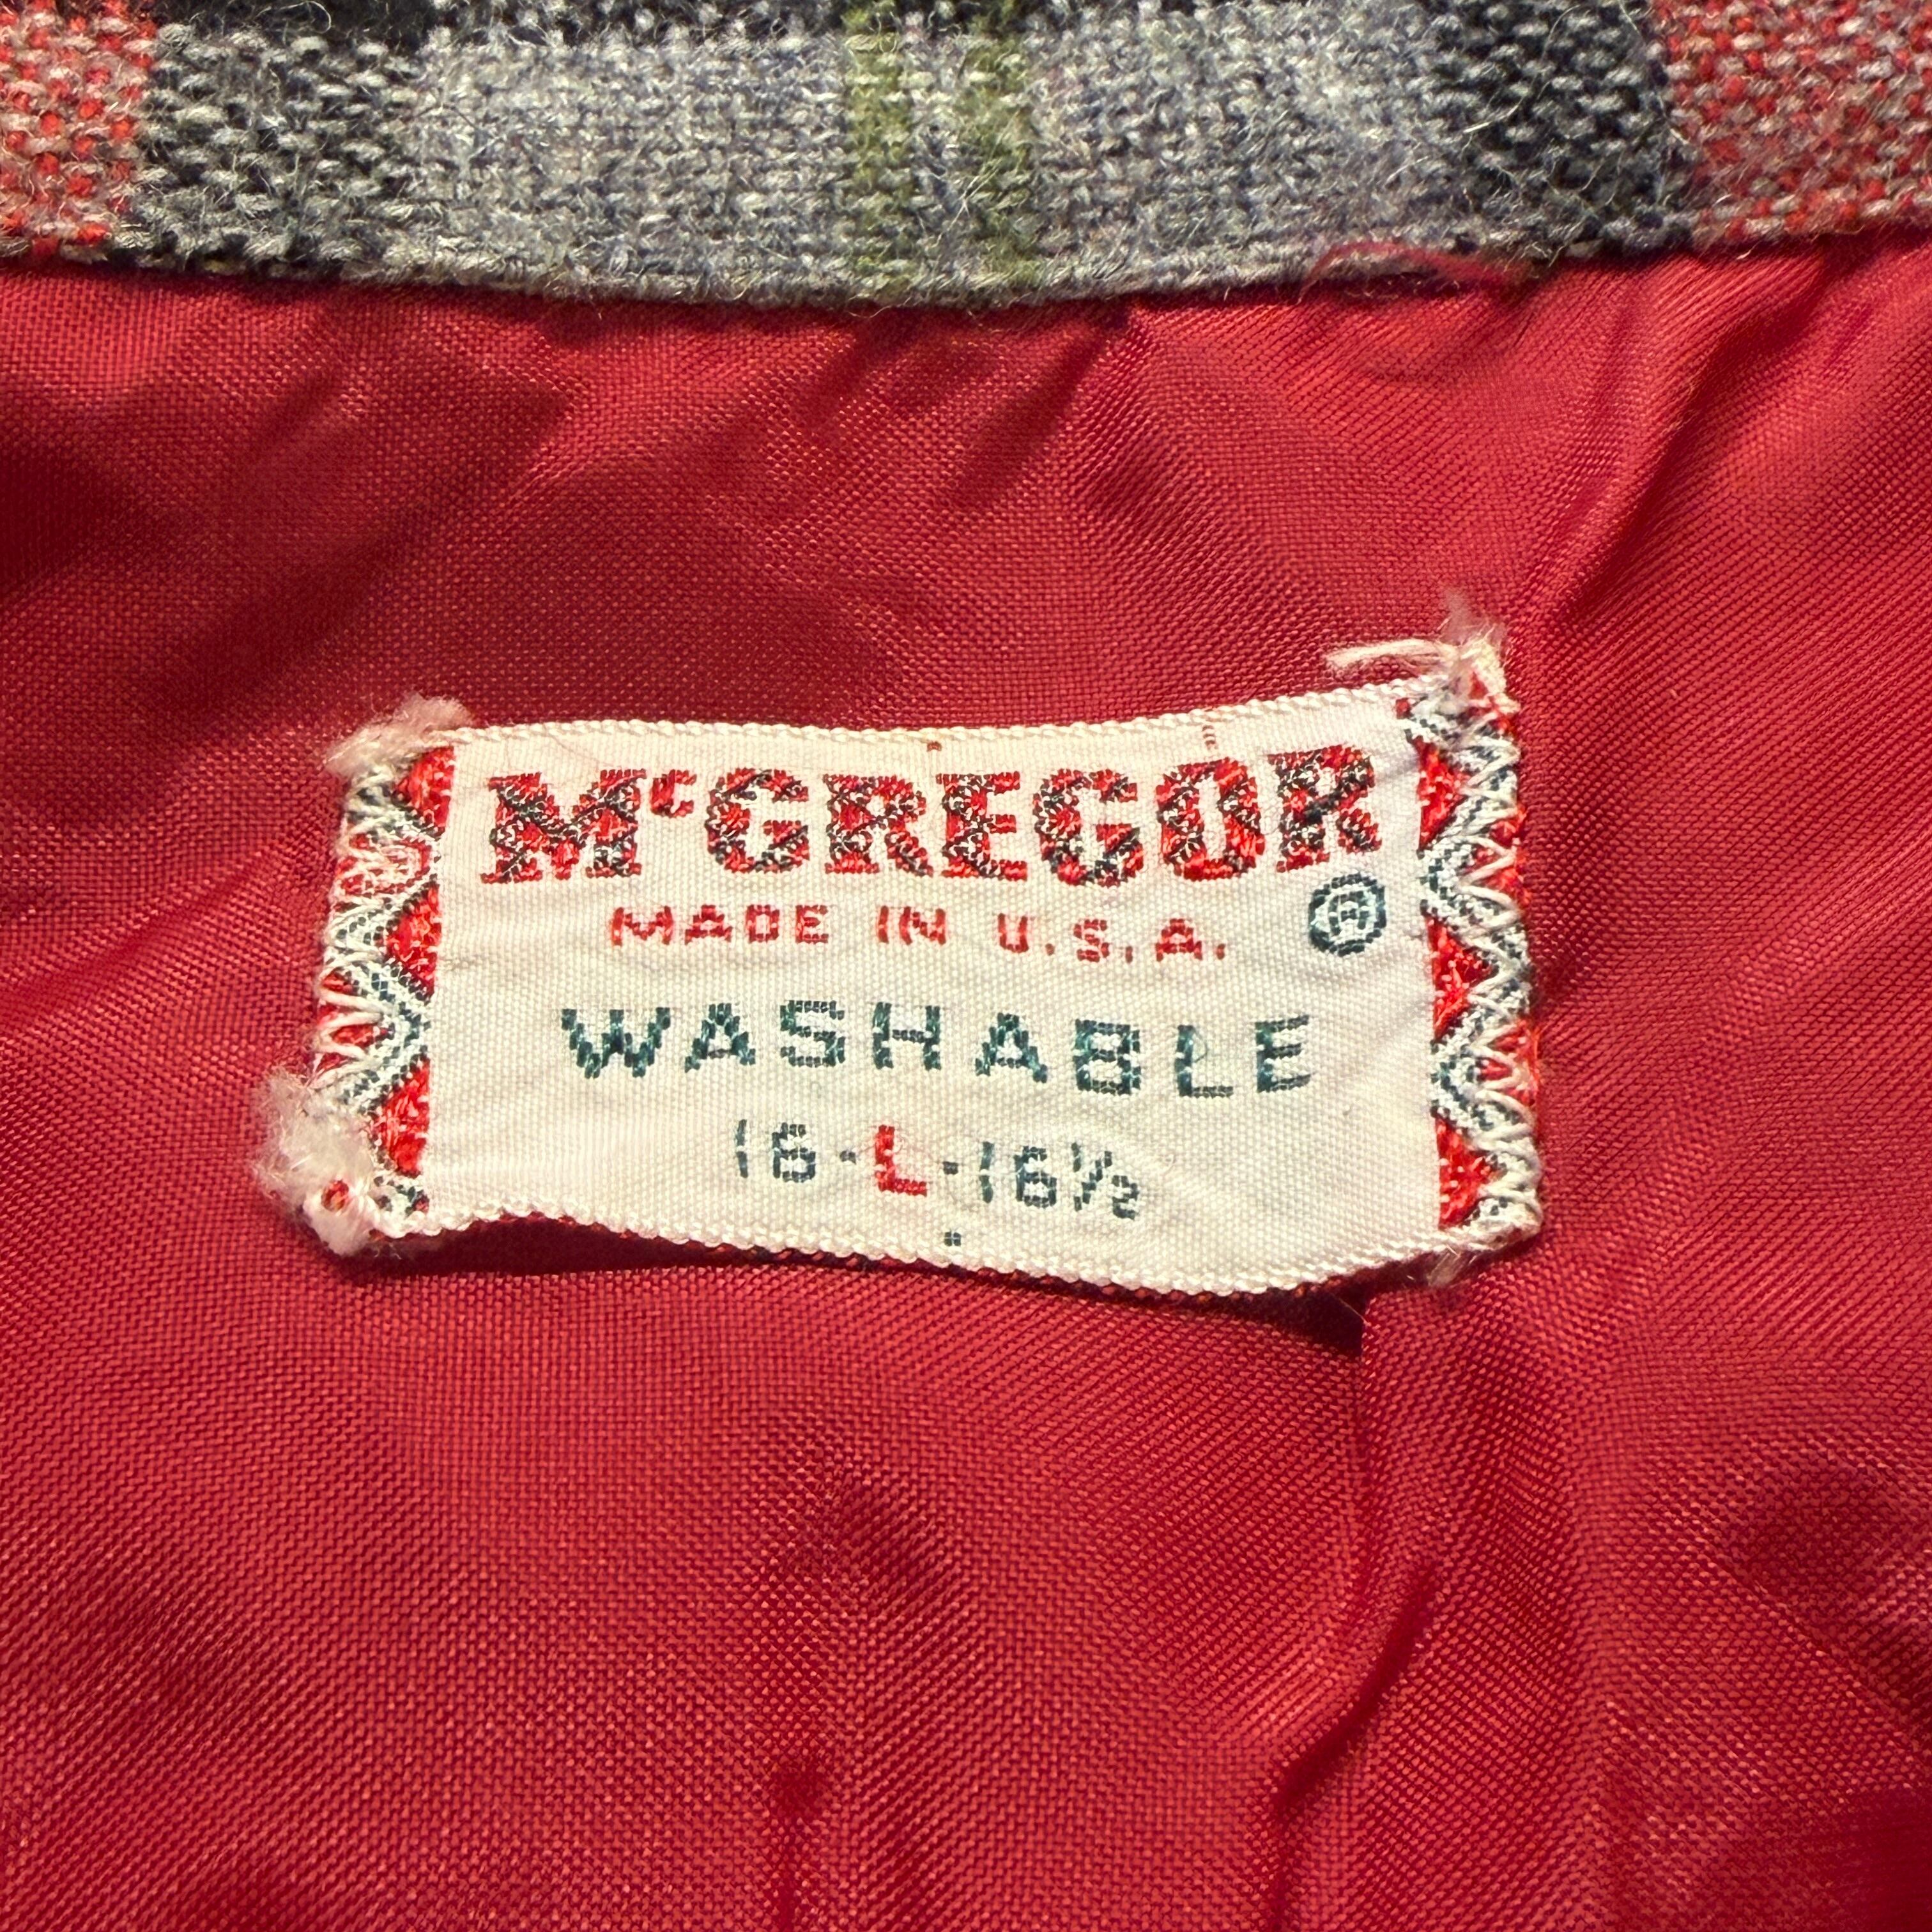 McGREGOR
MADE IN U.S.A. ®
WASHABLE
16-L-16½